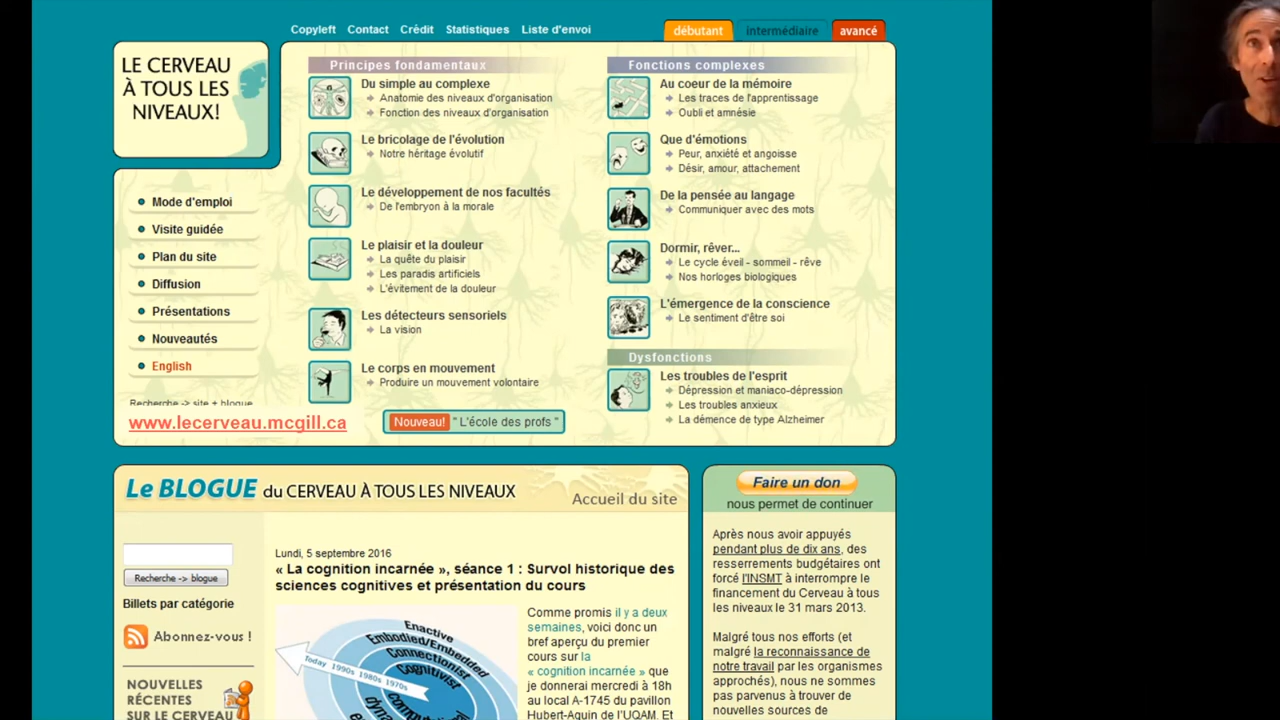 Copyleft Contact Crédit Statistiques Liste d'envoi
débutant intermédiaire avancé
LE CERVEAU
À TOUS LES
NIVEAUX!
Mode d'emploi
Visite guidée
Plan du site
Diffusion
Présentations
Nouveautés
English
Recherche -> site + blogue
www.lecerveau.mcgill.ca
Principes fondamentaux
Du simple au complexe
Anatomie des niveaux d'organisation
Fonction des niveaux d'organisation
Le bricolage de l'évolution
Notre héritage évolutif
Le développement de nos facultés
De l'embryon à la morale
Le plaisir et la douleur
La quête du plaisir
Les paradis artificiels
L'évitement de la douleur
Les détecteurs sensoriels
La vision
Le corps en mouvement
Produire un mouvement volontaire
Nouveau! " L'école des profs "
Fonctions complexes
Au coeur de la mémoire
Les traces de l'apprentissage
Oubli et amnésie
Que d'émotions
Peur, anxiété et angoisse
Désir, amour, attachement
De la pensée au langage
Communiquer avec des mots
Dormir, rêver...
Le cycle éveil - sommeil - rêve
Nos horloges biologiques
L'émergence de la conscience
Le sentiment d'être soi
Dysfonctions
Les troubles de l'esprit
Dépression et maniaco-dépression
Les troubles anxieux
La démence de type Alzheimer
Le BLOGUE du CERVEAU À TOUS LES NIVEAUX
Accueil du site
Recherche -> blogue
Billets par catégorie
Abonnez-vous !
NOUVELLES
RÉCENTES
SUR LE CERVEAU
Lundi, 5 septembre 2016
« La cognition incarnée », séance 1 : Survol historique des
sciences cognitives et présentation du cours
Enactive
Embodied/Embedded
Connectionist
Cognitivist
Today 1990s 1980s 1970s
Comme promis il y a deux
semaines, voici donc un
bref aperçu du premier
cours sur la
« cognition incarnée » que
je donnerai mercredi à 18h
au local A-1745 du pavillon
Hubert-Aquin de l'UQAM. Et
Faire un don
nous permet de continuer
Après nous avoir appuyés
pendant plus de dix ans, des
resserrements budgétaires ont
forcé l'INSMT à interrompre le
financement du Cerveau à tous
les niveaux le 31 mars 2013.
Malgré tous nos efforts (et
malgré la reconnaissance de
notre travail par les organismes
approchés), nous ne sommes
pas parvenus à trouver de
nouvelles sources de